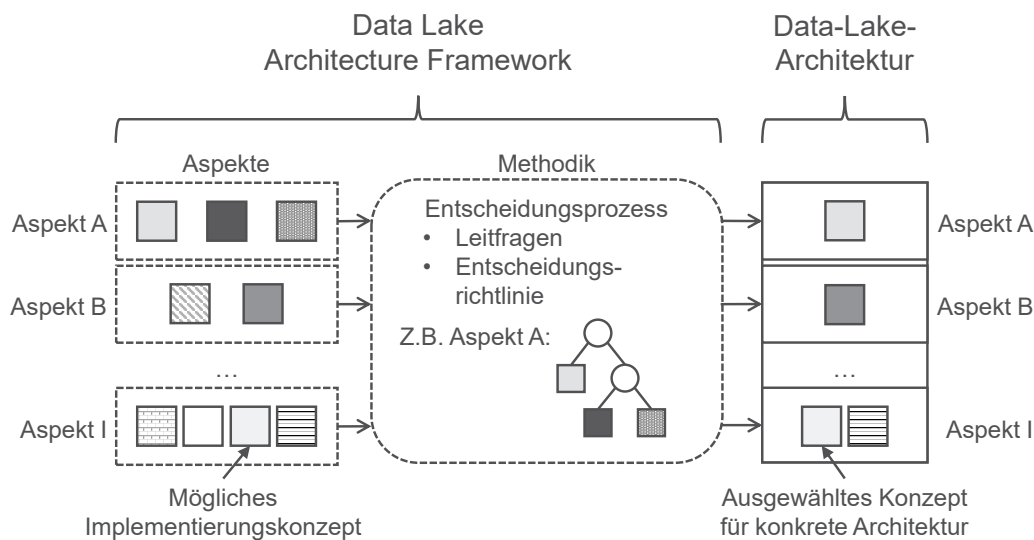 Data Lake
Architecture Framework
Data-Lake-
Architektur
Aspekte
Methodik
Aspekt A
Entscheidungsprozess
• Leitfragen
• Entscheidungs-
richtlinie
Aspekt A
Aspekt B
Z.B. Aspekt A:
Aspekt B
...
...
Aspekt I
Aspekt I
Mögliches
Implementierungskonzept
Ausgewähltes Konzept
für konkrete Architektur